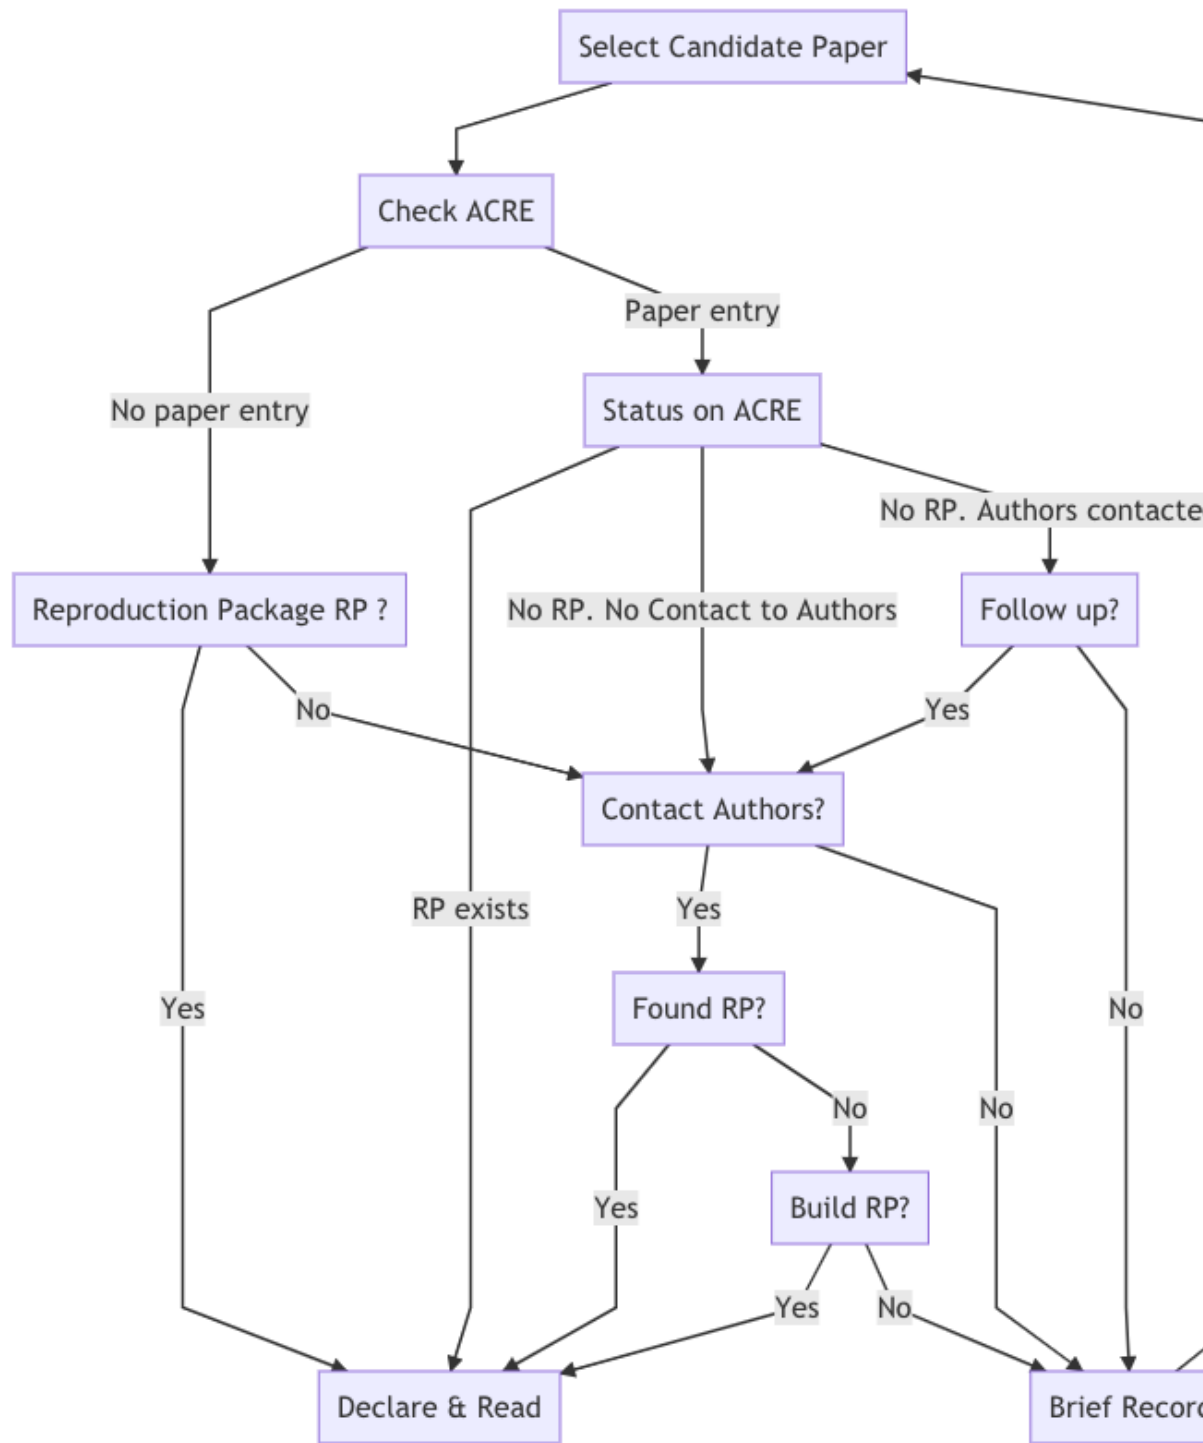 Select Candidate Paper
Check ACRE
Paper entry
No paper entry
Status on ACRE
No RP. Authors contacte
Reproduction Package RP ?
No RP. No Contact to Authors
Follow up?
No
Yes
Contact Authors?
RP exists
Yes
Yes
Found RP?
No
No
No
Yes
Build RP?
Yes
No
Declare & Read
Brief Record